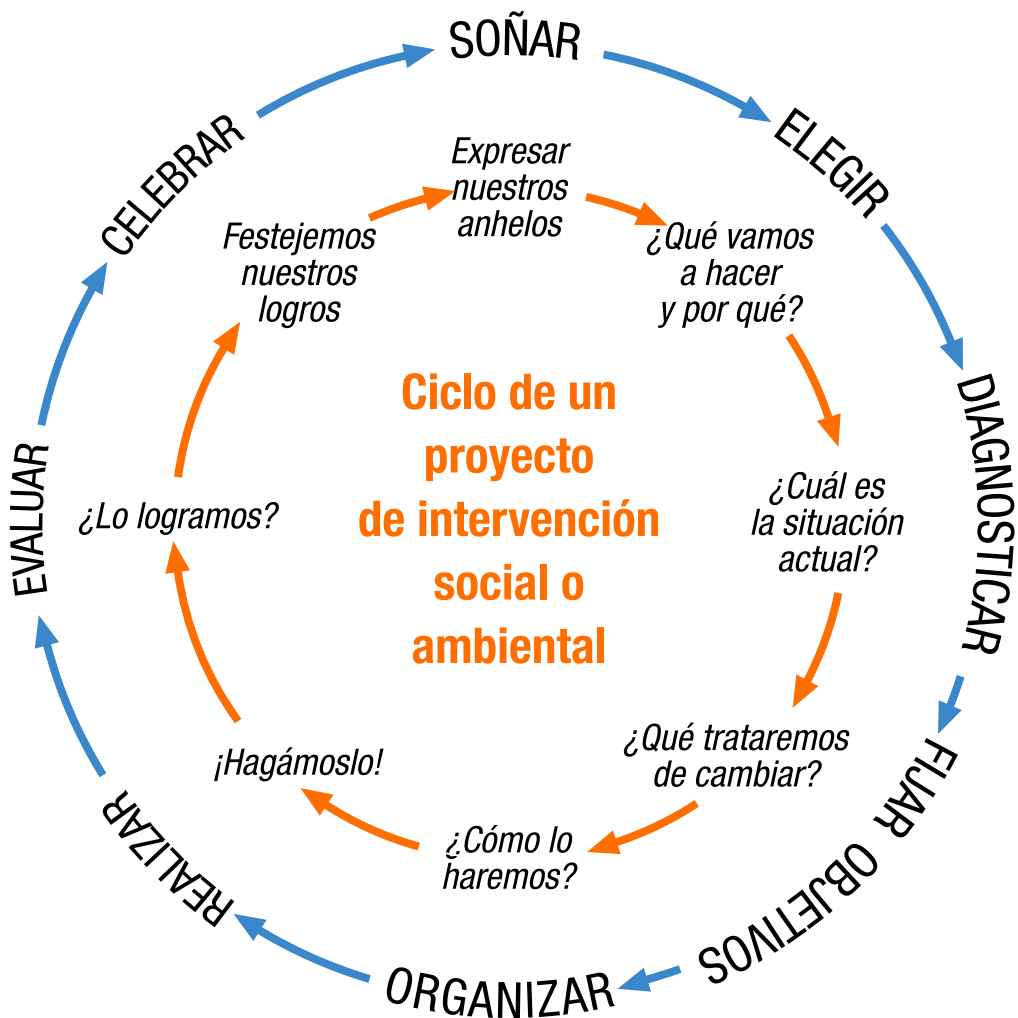 SOÑAR
ELEGIR
DIAGNOSTICAR
FIJAR OBJETIVOS
ORGANIZAR
REALIZAR
EVALUAR
CELEBRAR
Expresar
nuestros
anhelos
¿Qué vamos
a hacer
y por qué?
¿Cuál es
la situación
actual?
¿Qué trataremos
de cambiar?
¿Cómo lo
haremos?
¡Hagámoslo!
¿Lo logramos?
Festejemos
nuestros
logros
Ciclo de un
proyecto
de intervención
social o
ambiental